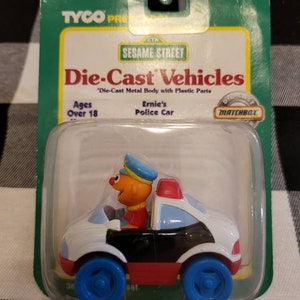 TYCO PRESCHOOL
SESAME STREET
Die-Cast Vehicles
*Die-Cast Metal Body with Plastic Parts
Ages
Over 18
Ernie's
Police Car
MATCHBOX